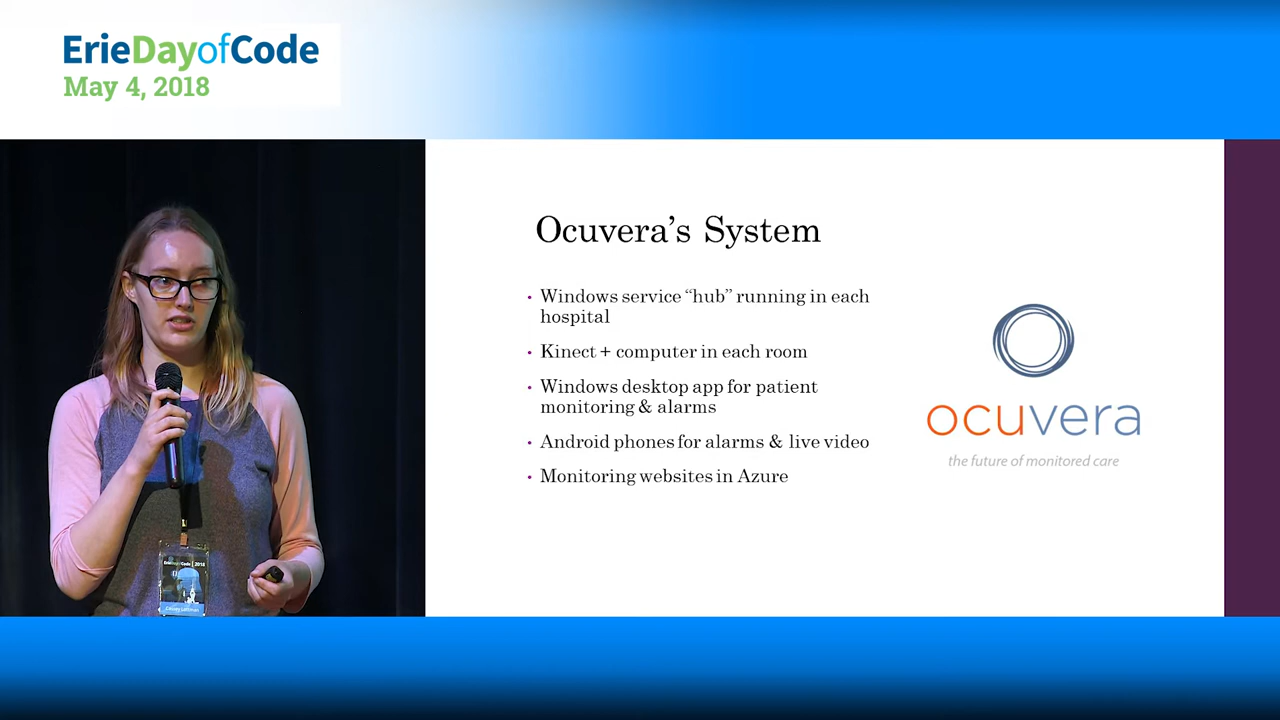 ErieDayofCode
May 4, 2018
Ocuvera's System
• Windows service “hub” running in each
hospital
• Kinect + computer in each room
• Windows desktop app for patient
monitoring & alarms
• Android phones for alarms & live video
• Monitoring websites in Azure
ocuvera
the future of monitored care
ErieDayofCode | 2018